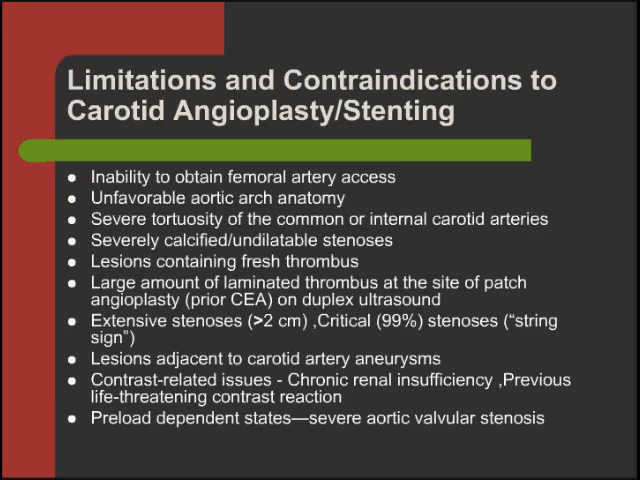 Limitations and Contraindications to
Carotid Angioplasty/Stenting
● Inability to obtain femoral artery access
● Unfavorable aortic arch anatomy
● Severe tortuosity of the common or internal carotid arteries
● Severely calcified/undilatable stenoses
● Lesions containing fresh thrombus
● Large amount of laminated thrombus at the site of patch
angioplasty (prior CEA) on duplex ultrasound
● Extensive stenoses (>2 cm) ,Critical (99%) stenoses (“string
sign”)
● Lesions adjacent to carotid artery aneurysms
● Contrast-related issues - Chronic renal insufficiency ,Previous
life-threatening contrast reaction
● Preload dependent states—severe aortic valvular stenosis